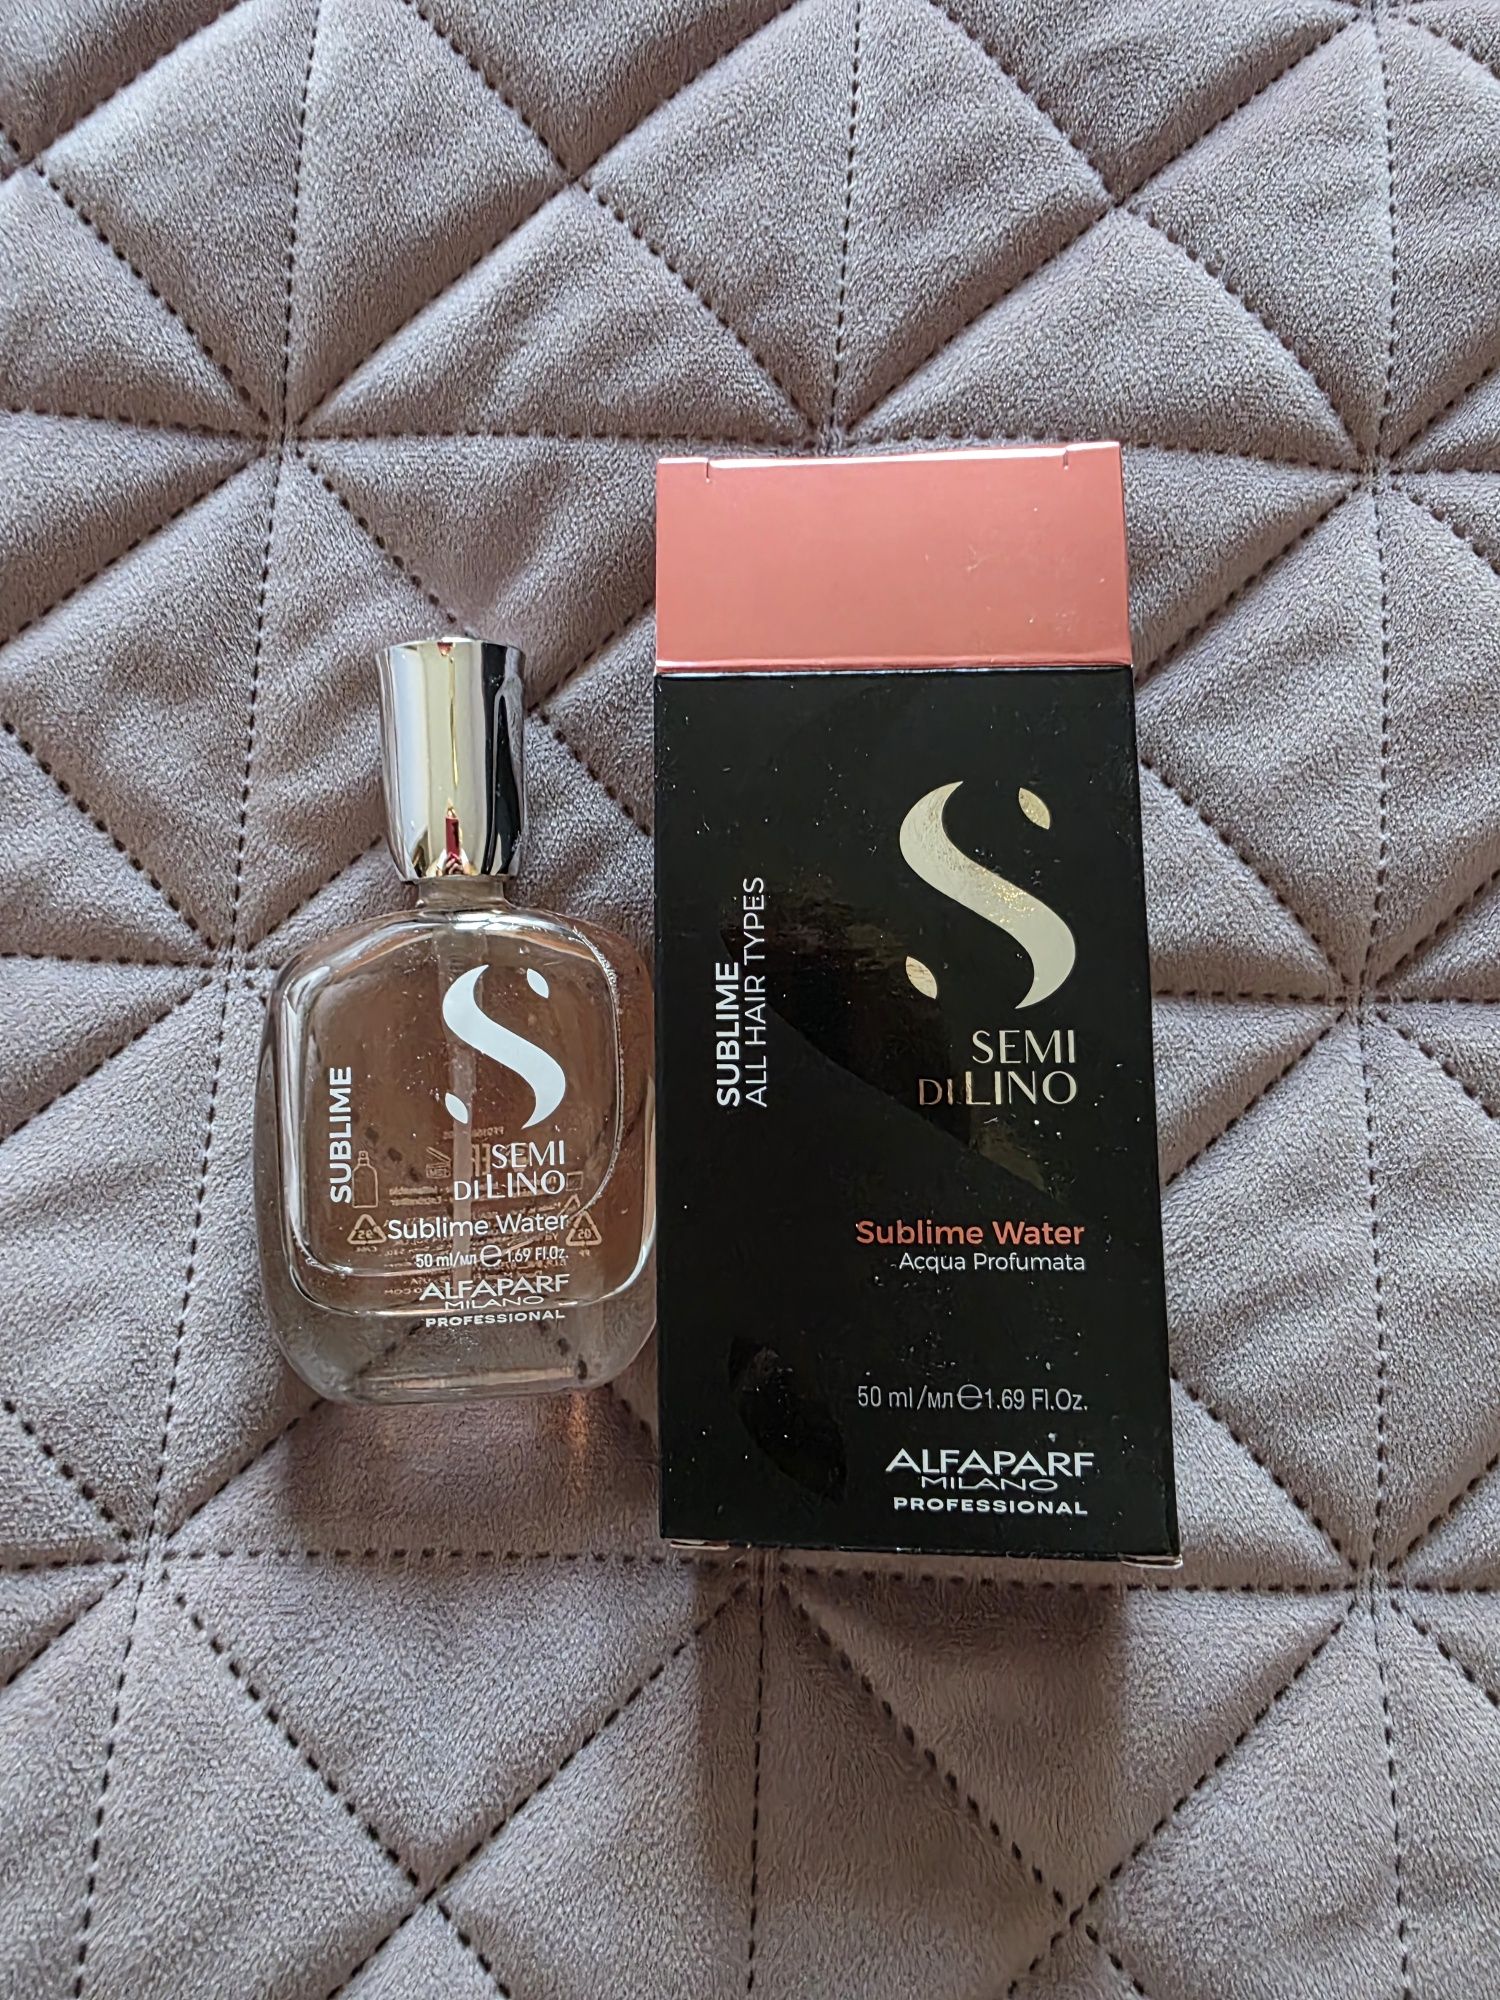 SUBLIME
SEMI
DI LINO
Sublime Water
50 ml/мл ℮ 1.69 Fl.Oz.
ALFAPARF
MILANO
PROFESSIONAL
SUBLIME
ALL HAIR TYPES
SEMI
DI LINO
Sublime Water
Acqua Profumata
50 ml/мл ℮ 1.69 Fl.Oz.
ALFAPARF
MILANO
PROFESSIONAL